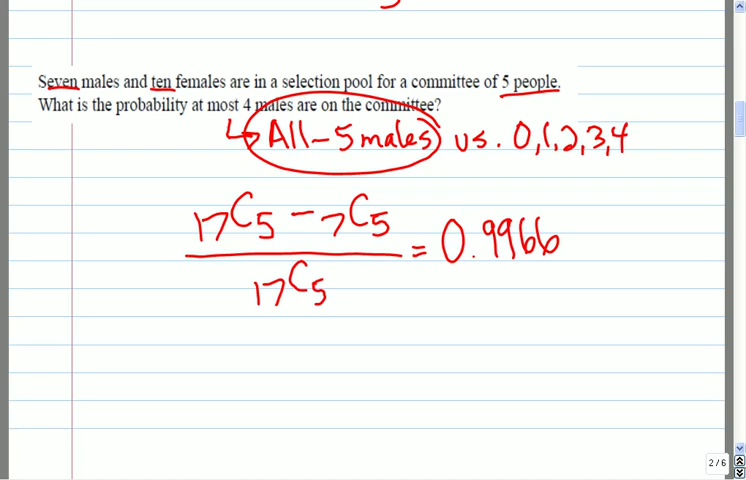 Seven males and ten females are in a selection pool for a committee of 5 people.
What is the probability at most 4 males are on the committee?
↳ All - 5 males vs. 0,1,2,3,4
17C5 - 7C5
= 0.9966
17C5
2 / 6